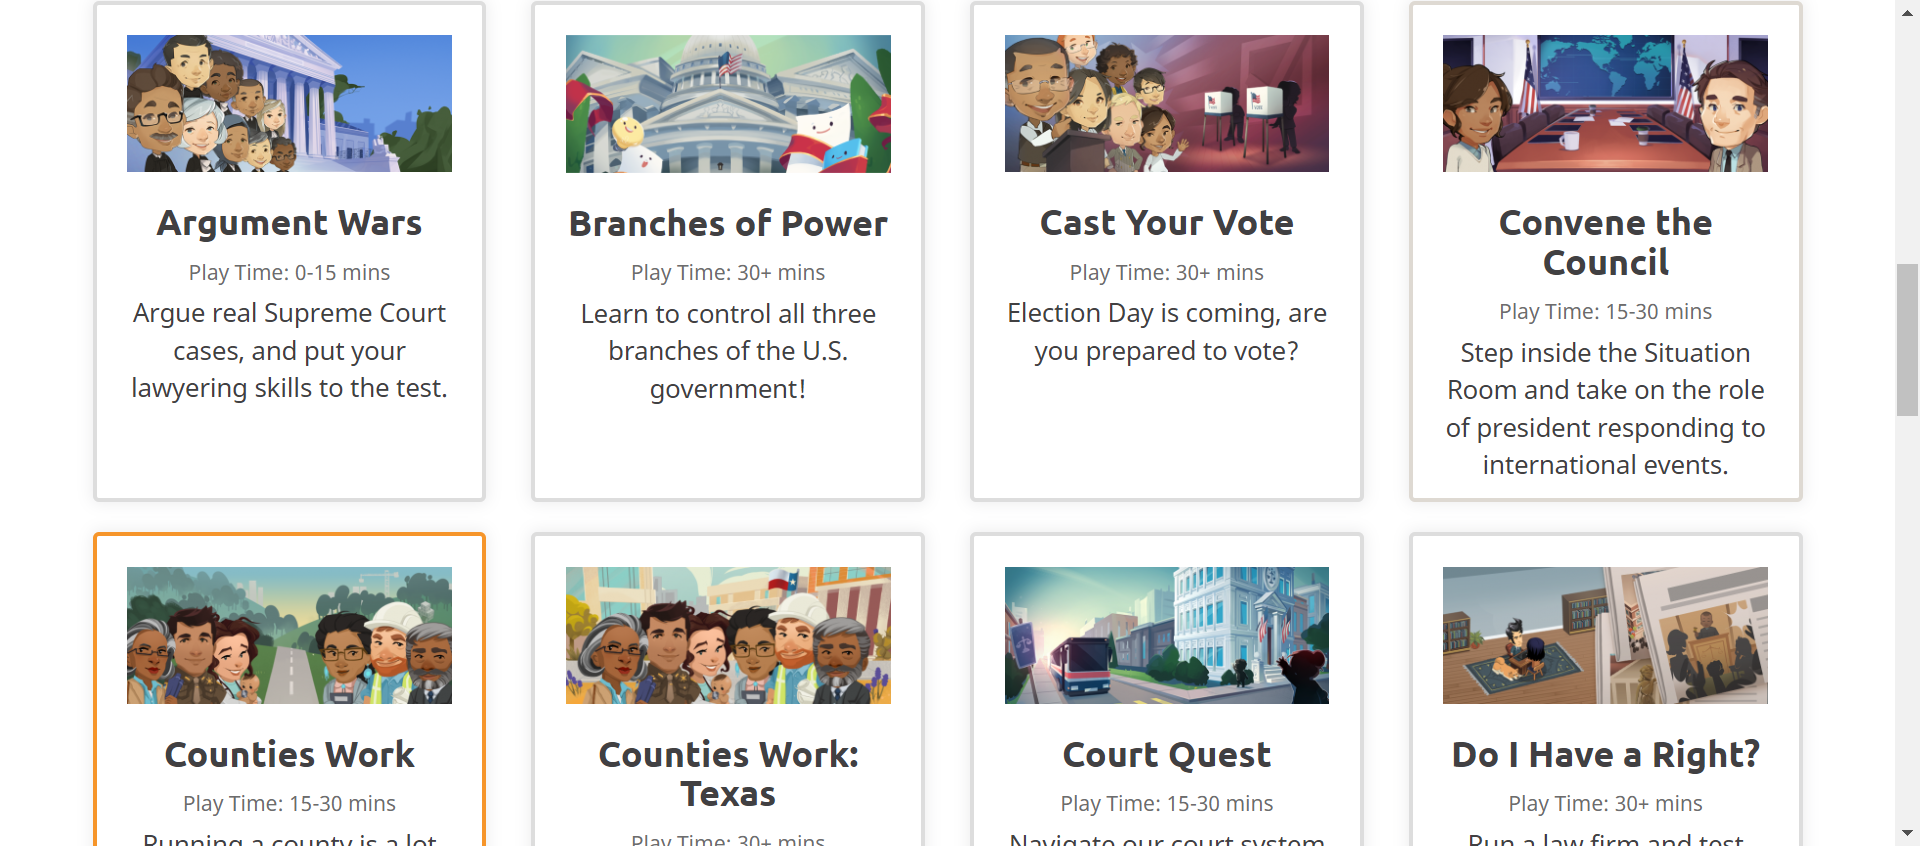 Argument Wars
Play Time: 0-15 mins
Argue real Supreme Court
cases, and put your
lawyering skills to the test.
Branches of Power
Play Time: 30+ mins
Learn to control all three
branches of the U.S.
government!
Cast Your Vote
Play Time: 30+ mins
Election Day is coming, are
you prepared to vote?
Convene the
Council
Play Time: 15-30 mins
Step inside the Situation
Room and take on the role
of president responding to
international events.
Counties Work
Play Time: 15-30 mins
Running a county is a lot
Counties Work:
Texas
Play Time: 30+ mins
Court Quest
Play Time: 15-30 mins
Navigate our court system
Do I Have a Right?
Play Time: 30+ mins
Run a law firm and test